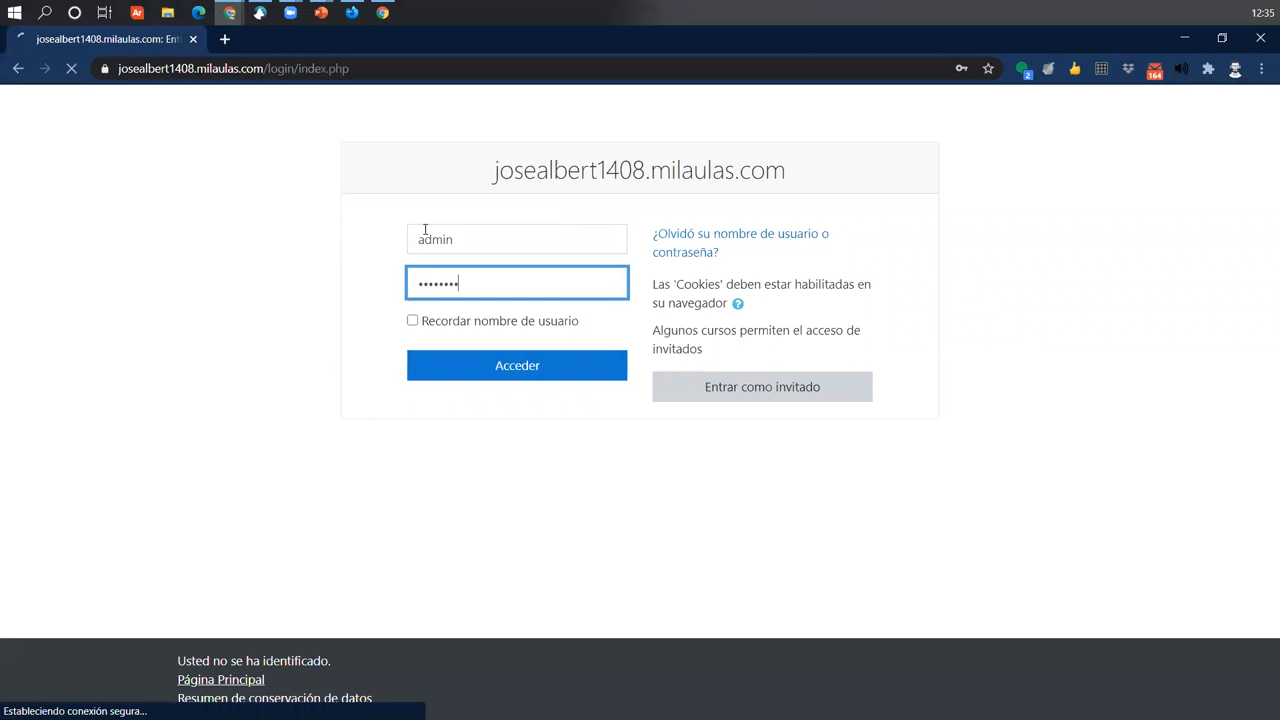 12:35
josealbert1408.milaulas.com: Ent
josealbert1408.milaulas.com/login/index.php
2
164
josealbert1408.milaulas.com
admin
••••••••
Recordar nombre de usuario
Acceder
¿Olvidó su nombre de usuario o
contraseña?
Las 'Cookies' deben estar habilitadas en
su navegador
Algunos cursos permiten el acceso de
invitados
Entrar como invitado
Usted no se ha identificado.
Página Principal
Resumen de conservación de datos
Estableciendo conexión segura...